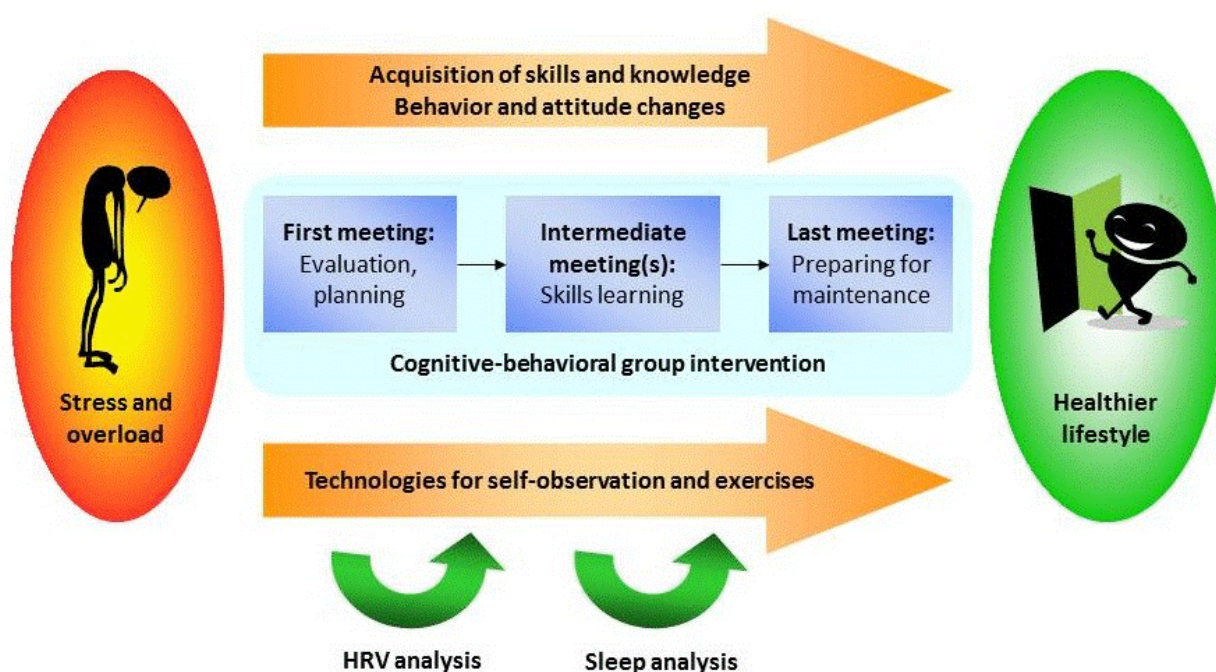 Acquisition of skills and knowledge
Behavior and attitude changes
Stress and
overload
First meeting:
Evaluation,
planning
Intermediate
meeting(s):
Skills learning
Last meeting:
Preparing for
maintenance
Cognitive-behavioral group intervention
Healthier
lifestyle
Technologies for self-observation and exercises
HRV analysis
Sleep analysis